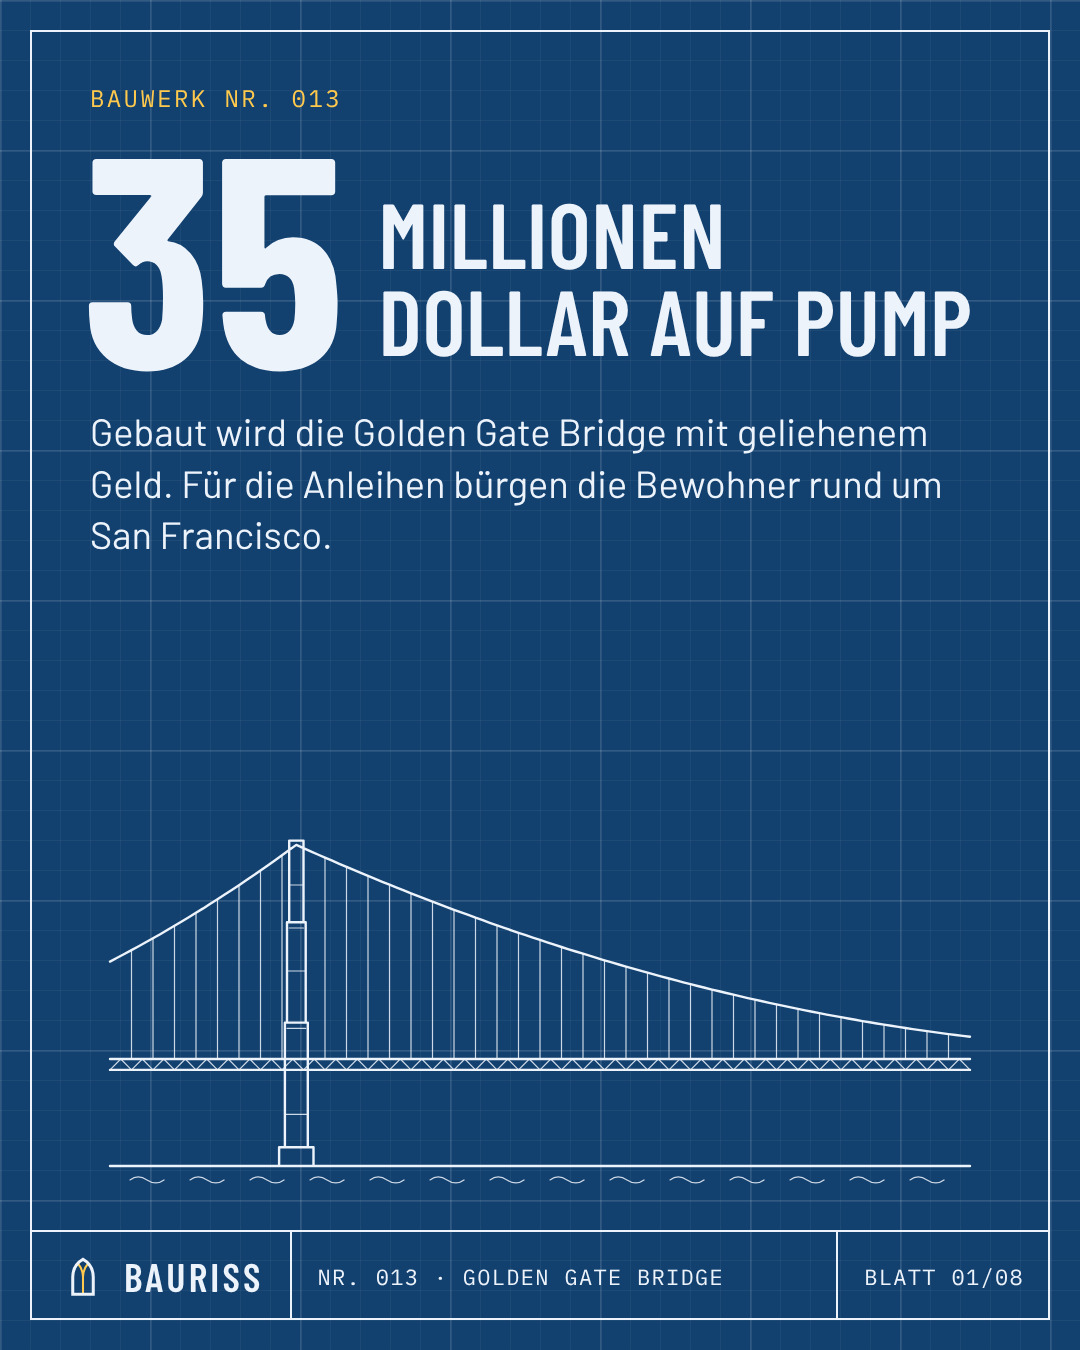 BAUWERK NR. 013
35 MILLIONEN
DOLLAR AUF PUMP
Gebaut wird die Golden Gate Bridge mit geliehenem
Geld. Für die Anleihen bürgen die Bewohner rund um
San Francisco.
BAURISS
NR. 013 · GOLDEN GATE BRIDGE
BLATT 01/08